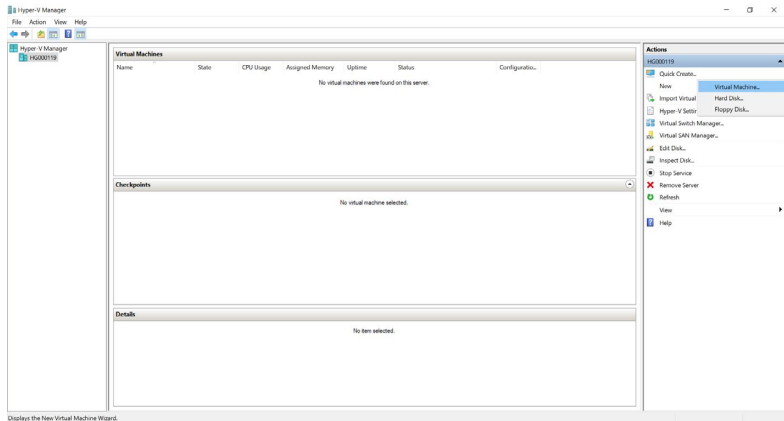 Hyper-V Manager
File Action View Help
Hyper-V Manager
HG000119
Virtual Machines
Name State CPU Usage Assigned Memory Uptime Status Configuratio...
No virtual machines were found on this server.
Checkpoints
No virtual machine selected.
Details
No item selected.
Actions
HG000119
Quick Create...
New
Virtual Machine...
Hard Disk...
Floppy Disk...
Import Virtual
Hyper-V Settin
Virtual Switch Manager...
Virtual SAN Manager...
Edit Disk...
Inspect Disk...
Stop Service
Remove Server
Refresh
View
Help
Displays the New Virtual Machine Wizard.